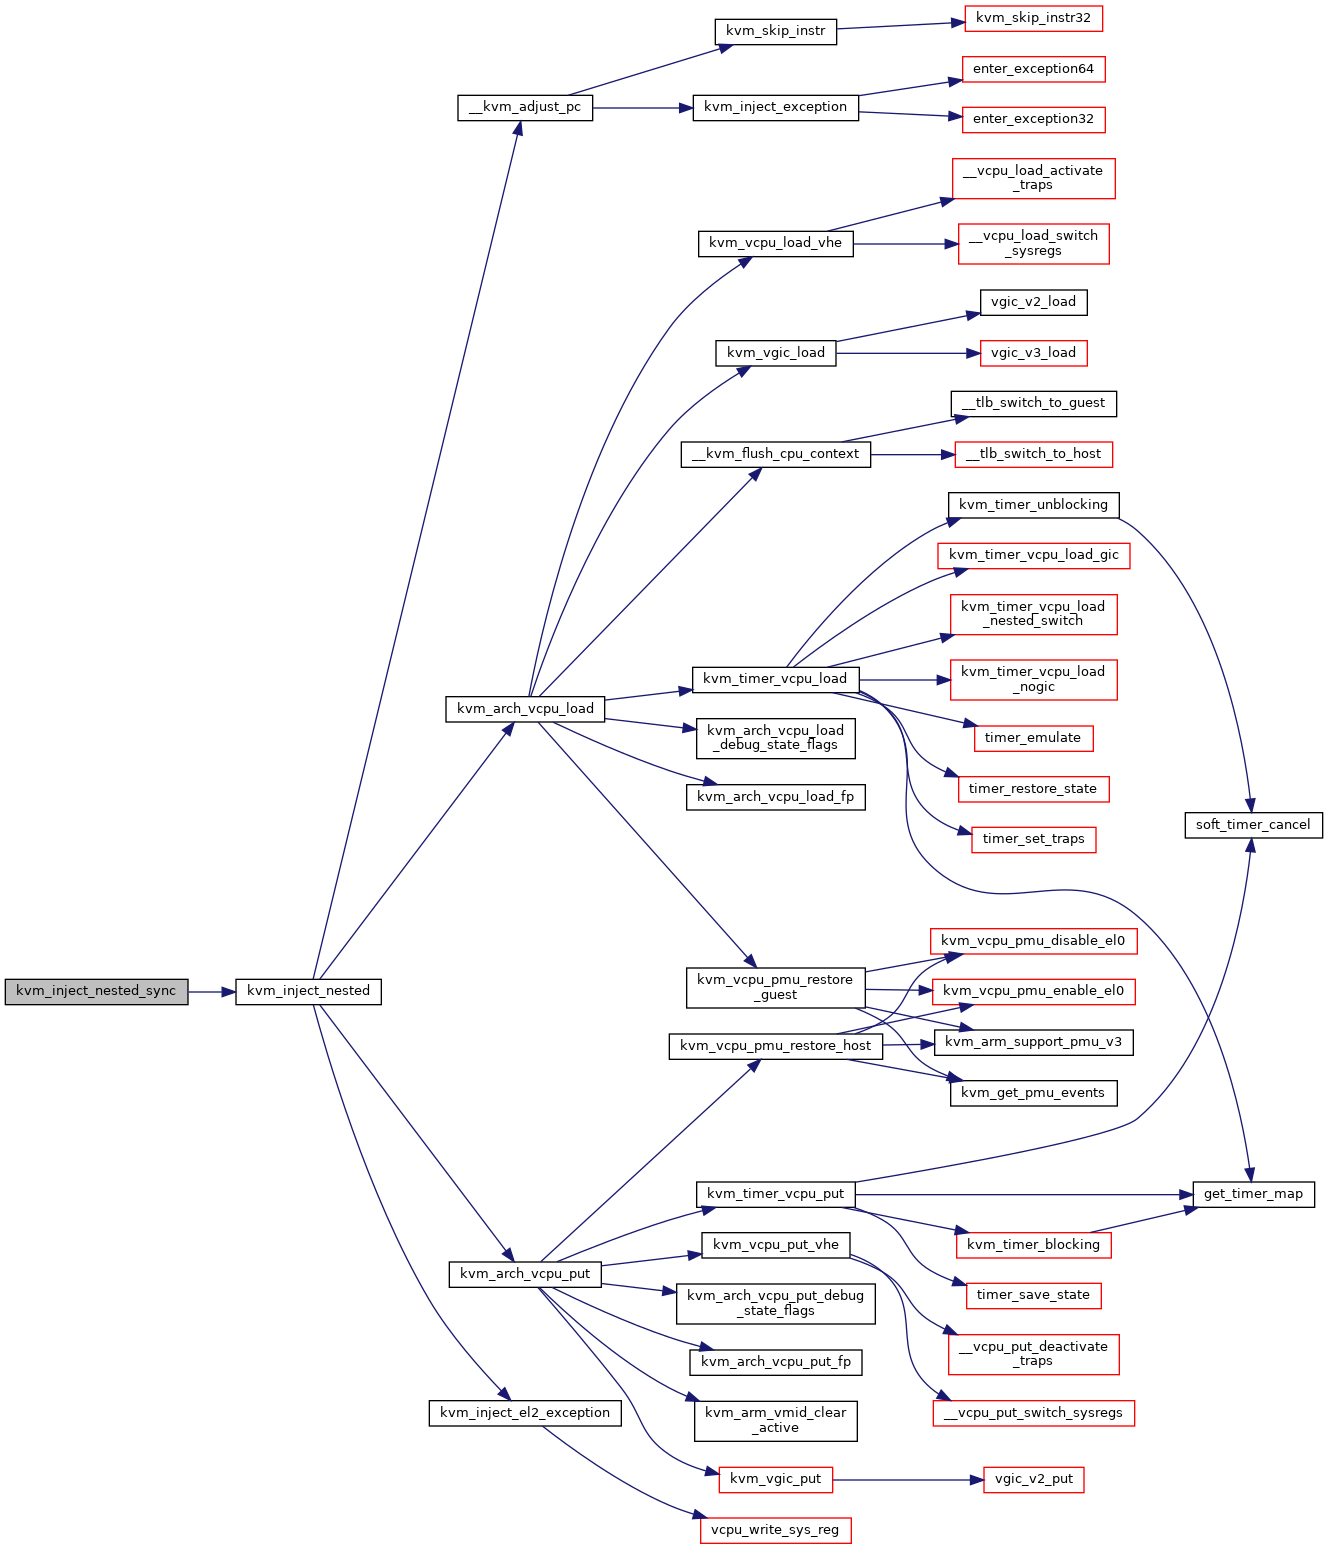 kvm_skip_instr32
kvm_skip_instr
enter_exception64
__kvm_adjust_pc
kvm_inject_exception
enter_exception32
__vcpu_load_activate
_traps
kvm_vcpu_load_vhe
__vcpu_load_switch
_sysregs
vgic_v2_load
kvm_vgic_load
vgic_v3_load
__tlb_switch_to_guest
__kvm_flush_cpu_context
__tlb_switch_to_host
kvm_timer_unblocking
kvm_timer_vcpu_load_gic
kvm_timer_vcpu_load
_nested_switch
kvm_timer_vcpu_load
kvm_timer_vcpu_load
_nogic
kvm_arch_vcpu_load
kvm_arch_vcpu_load
_debug_state_flags
timer_emulate
kvm_arch_vcpu_load_fp
timer_restore_state
soft_timer_cancel
timer_set_traps
kvm_vcpu_pmu_disable_el0
kvm_inject_nested_sync
kvm_inject_nested
kvm_vcpu_pmu_restore
_guest
kvm_vcpu_pmu_enable_el0
kvm_vcpu_pmu_restore_host
kvm_arm_support_pmu_v3
kvm_get_pmu_events
kvm_timer_vcpu_put
get_timer_map
kvm_vcpu_put_vhe
kvm_timer_blocking
kvm_arch_vcpu_put
kvm_arch_vcpu_put_debug
_state_flags
timer_save_state
kvm_arch_vcpu_put_fp
__vcpu_put_deactivate
_traps
kvm_inject_el2_exception
kvm_arm_vmid_clear
_active
__vcpu_put_switch_sysregs
kvm_vgic_put
vgic_v2_put
vcpu_write_sys_reg